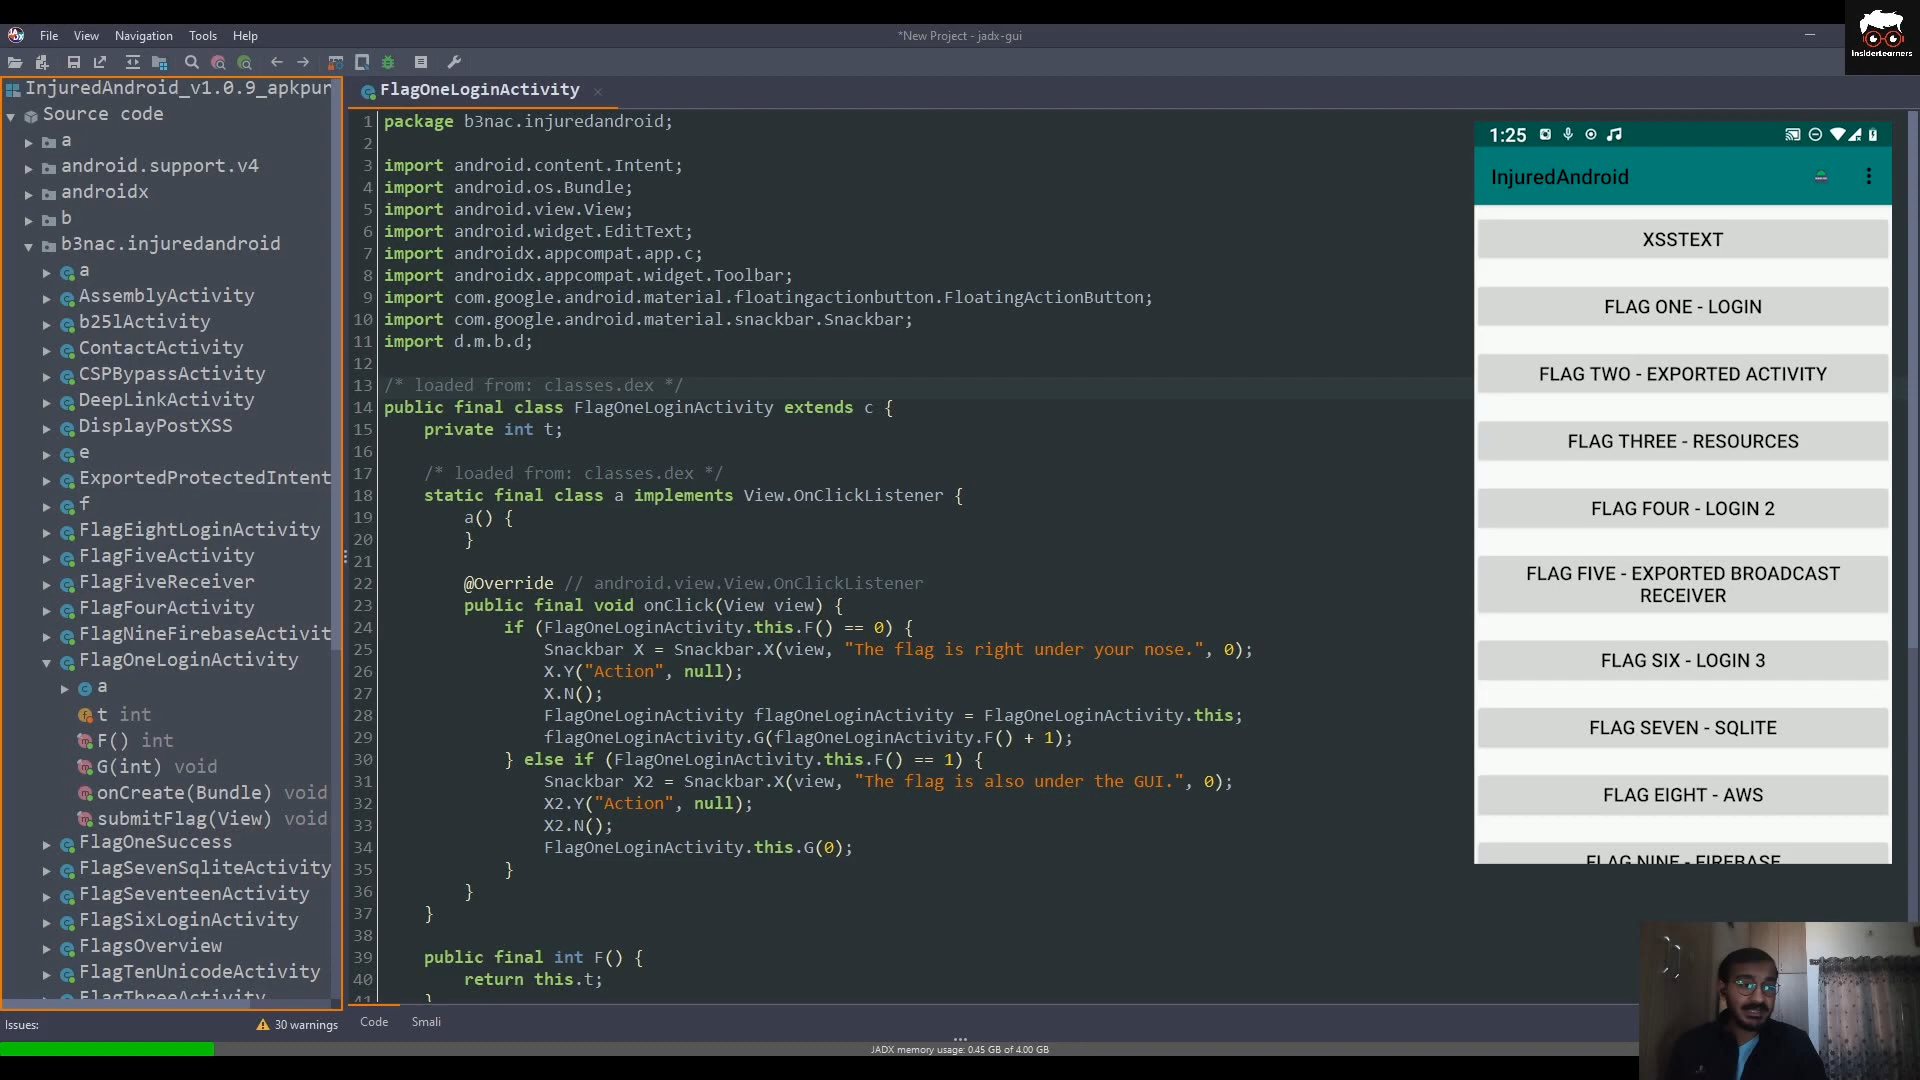 File View Navigation Tools Help
*New Project - jadx-gui
InsiderLearners
InjuredAndroid_v1.0.9_apkpur
Source code
a
android.support.v4
androidx
b
b3nac.injuredandroid
a
AssemblyActivity
b25lActivity
ContactActivity
CSPBypassActivity
DeepLinkActivity
DisplayPostXSS
e
ExportedProtectedIntent
f
FlagEightLoginActivity
FlagFiveActivity
FlagFiveReceiver
FlagFourActivity
FlagNineFirebaseActivit
FlagOneLoginActivity
a
t int
F() int
G(int) void
onCreate(Bundle) void
submitFlag(View) void
FlagOneSuccess
FlagSevenSqliteActivity
FlagSeventeenActivity
FlagSixLoginActivity
FlagsOverview
FlagTenUnicodeActivity
FlagThreeActivity
Issues:
30 warnings
FlagOneLoginActivity
1 package b3nac.injuredandroid;
2
3 import android.content.Intent;
4 import android.os.Bundle;
5 import android.view.View;
6 import android.widget.EditText;
7 import androidx.appcompat.app.c;
8 import androidx.appcompat.widget.Toolbar;
9 import com.google.android.material.floatingactionbutton.FloatingActionButton;
10 import com.google.android.material.snackbar.Snackbar;
11 import d.m.b.d;
12
13 /* loaded from: classes.dex */
14 public final class FlagOneLoginActivity extends c {
15 private int t;
16
17 /* loaded from: classes.dex */
18 static final class a implements View.OnClickListener {
19 a() {
20 }
21
22 @Override // android.view.View.OnClickListener
23 public final void onClick(View view) {
24 if (FlagOneLoginActivity.this.F() == 0) {
25 Snackbar X = Snackbar.X(view, "The flag is right under your nose.", 0);
26 X.Y("Action", null);
27 X.N();
28 FlagOneLoginActivity flagOneLoginActivity = FlagOneLoginActivity.this;
29 flagOneLoginActivity.G(flagOneLoginActivity.F() + 1);
30 } else if (FlagOneLoginActivity.this.F() == 1) {
31 Snackbar X2 = Snackbar.X(view, "The flag is also under the GUI.", 0);
32 X2.Y("Action", null);
33 X2.N();
34 FlagOneLoginActivity.this.G(0);
35 }
36 }
37 }
38
39 public final int F() {
40 return this.t;
41 }
Code Smali
JADX memory usage: 0.45 GB of 4.00 GB
1:25
InjuredAndroid
XSSTEXT
FLAG ONE - LOGIN
FLAG TWO - EXPORTED ACTIVITY
FLAG THREE - RESOURCES
FLAG FOUR - LOGIN 2
FLAG FIVE - EXPORTED BROADCAST
RECEIVER
FLAG SIX - LOGIN 3
FLAG SEVEN - SQLITE
FLAG EIGHT - AWS
FLAG NINE - FIREBASE